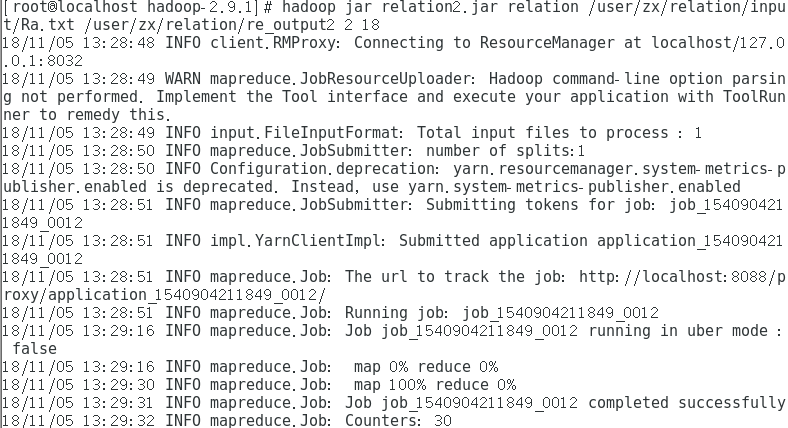 [root@localhost hadoop-2.9.1]# hadoop jar relation2.jar relation /user/zx/relation/inpu
t/Ra.txt /user/zx/relation/re_output2 2 18
18/11/05 13:28:48 INFO client.RMProxy: Connecting to ResourceManager at localhost/127.0
.0.1:8032
18/11/05 13:28:49 WARN mapreduce.JobResourceUploader: Hadoop command-line option parsin
g not performed. Implement the Tool interface and execute your application with ToolRun
ner to remedy this.
18/11/05 13:28:49 INFO input.FileInputFormat: Total input files to process : 1
18/11/05 13:28:50 INFO mapreduce.JobSubmitter: number of splits:1
18/11/05 13:28:50 INFO Configuration.deprecation: yarn.resourcemanager.system-metrics-p
ublisher.enabled is deprecated. Instead, use yarn.system-metrics-publisher.enabled
18/11/05 13:28:51 INFO mapreduce.JobSubmitter: Submitting tokens for job: job_154090421
1849_0012
18/11/05 13:28:51 INFO impl.YarnClientImpl: Submitted application application_154090421
1849_0012
18/11/05 13:28:51 INFO mapreduce.Job: The url to track the job: http://localhost:8088/p
roxy/application_1540904211849_0012/
18/11/05 13:28:51 INFO mapreduce.Job: Running job: job_1540904211849_0012
18/11/05 13:29:16 INFO mapreduce.Job: Job job_1540904211849_0012 running in uber mode :
 false
18/11/05 13:29:16 INFO mapreduce.Job:  map 0% reduce 0%
18/11/05 13:29:30 INFO mapreduce.Job:  map 100% reduce 0%
18/11/05 13:29:31 INFO mapreduce.Job: Job job_1540904211849_0012 completed successfully
18/11/05 13:29:32 INFO mapreduce.Job: Counters: 30